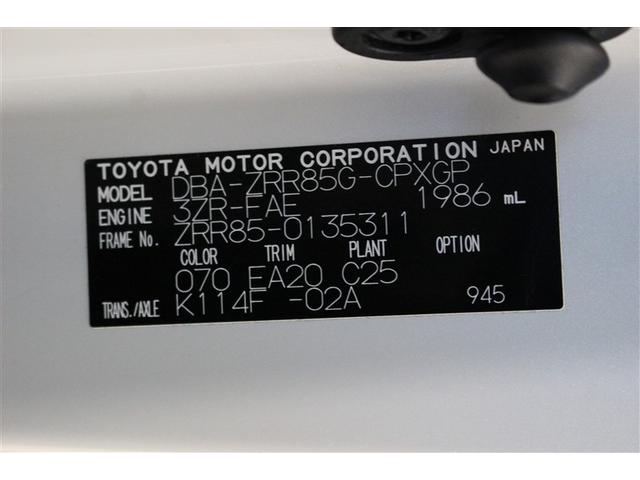 TOYOTA MOTOR CORPORATION JAPAN
MODEL DBA-ZRR85G-CPXGP
ENGINE 3ZR-FAE 1986 mL
FRAME No. ZRR85-0135311
COLOR TRIM PLANT OPTION
070 EA20 C25
TRANS./AXLE K114F -02A 945